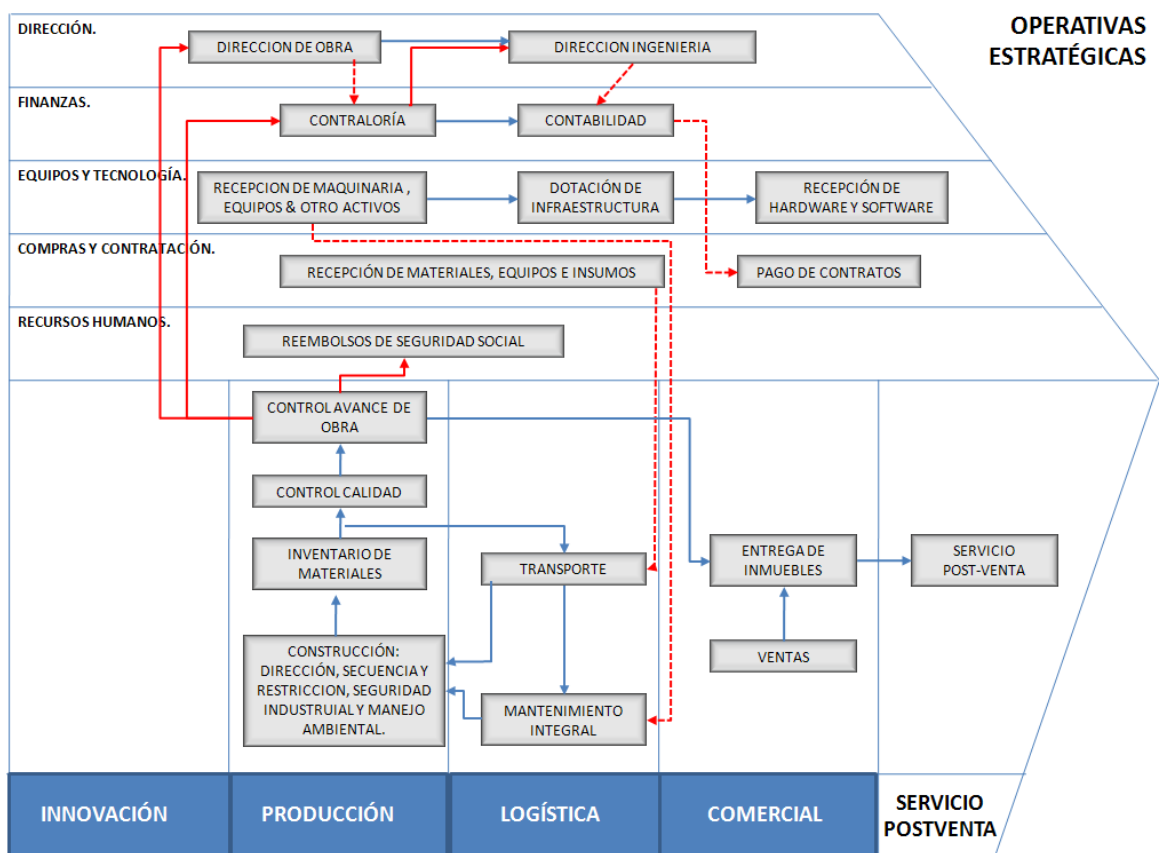 OPERATIVAS
ESTRATÉGICAS
DIRECCIÓN.
DIRECCION DE OBRA
DIRECCION INGENIERIA
FINANZAS.
CONTRALORÍA
CONTABILIDAD
EQUIPOS Y TECNOLOGÍA.
RECEPCION DE MAQUINARIA ,
EQUIPOS & OTRO ACTIVOS
DOTACIÓN DE
INFRAESTRUCTURA
RECEPCIÓN DE
HARDWARE Y SOFTWARE
COMPRAS Y CONTRATACIÓN.
RECEPCIÓN DE MATERIALES, EQUIPOS E INSUMOS
PAGO DE CONTRATOS
RECURSOS HUMANOS.
REEMBOLSOS DE SEGURIDAD SOCIAL
CONTROL AVANCE DE
OBRA
CONTROL CALIDAD
INVENTARIO DE
MATERIALES
TRANSPORTE
ENTREGA DE
INMUEBLES
SERVICIO
POST-VENTA
CONSTRUCCIÓN:
DIRECCIÓN, SECUENCIA Y
RESTRICCION, SEGURIDAD
INDUSTRUIAL Y MANEJO
AMBIENTAL.
MANTENIMIENTO
INTEGRAL
VENTAS
INNOVACIÓN
PRODUCCIÓN
LOGÍSTICA
COMERCIAL
SERVICIO
POSTVENTA